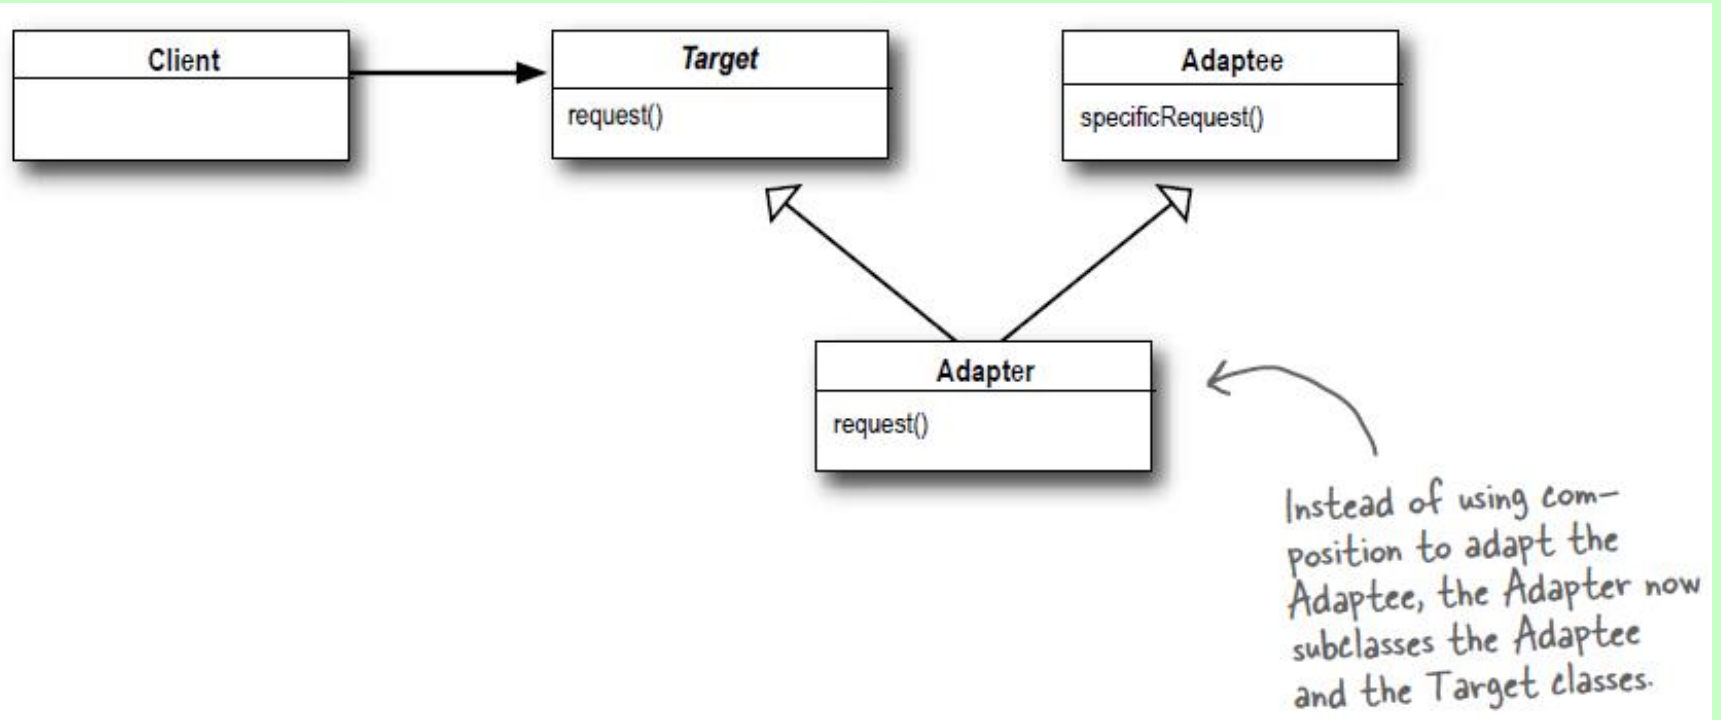 Client
Target
request()
Adaptee
specificRequest()
Adapter
request()
Instead of using com-
position to adapt the
Adaptee, the Adapter now
subclasses the Adaptee
and the Target classes.